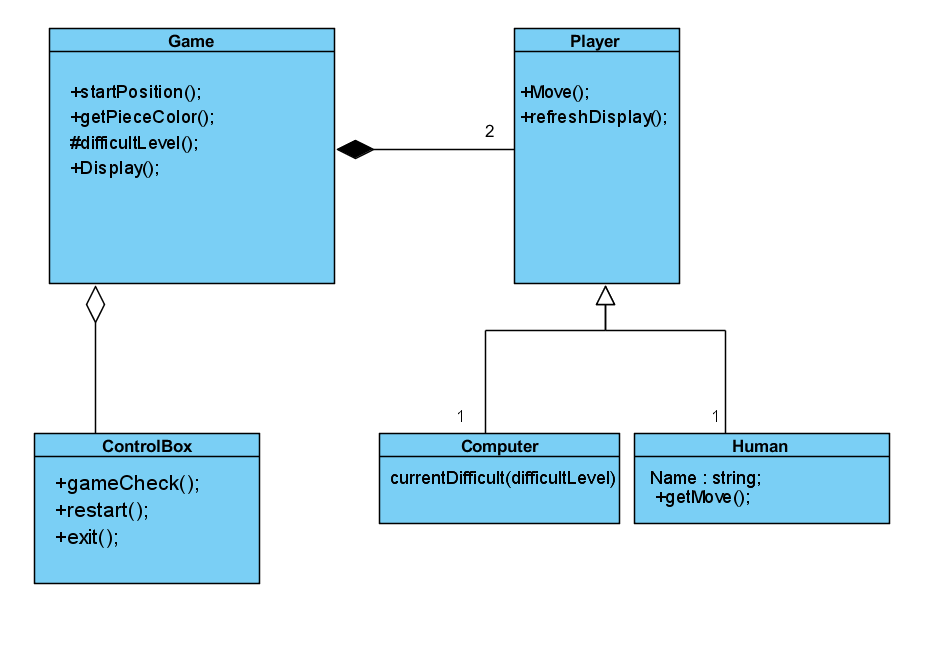 Game
+startPosition();
+getPieceColor();
#difficultLevel();
+Display();
Player
+Move();
+refreshDisplay();
2
ControlBox
+gameCheck();
+restart();
+exit();
1
Computer
currentDifficult(difficultLevel)
1
Human
Name : string;
+getMove();